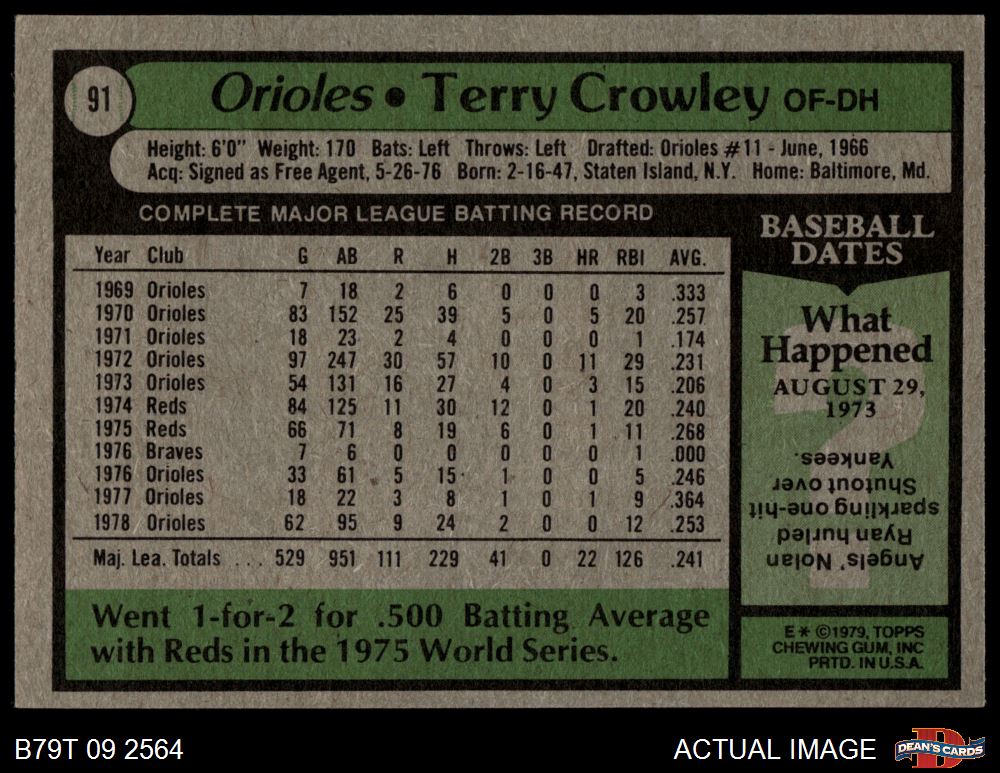 91
Orioles • Terry Crowley OF-DH
Height: 6'0" Weight: 170 Bats: Left Throws: Left Drafted: Orioles #11 - June, 1966
Acq: Signed as Free Agent, 5-26-76 Born: 2-16-47, Staten Island, N.Y. Home: Baltimore, Md.
COMPLETE MAJOR LEAGUE BATTING RECORD
Year Club G AB R H 2B 3B HR RBI AVG.
1969 Orioles 7 18 2 6 0 0 0 3 .333
1970 Orioles 83 152 25 39 5 0 5 20 .257
1971 Orioles 18 23 2 4 0 0 0 1 .174
1972 Orioles 97 247 30 57 10 0 11 29 .231
1973 Orioles 54 131 16 27 4 0 3 15 .206
1974 Reds 84 125 11 30 12 0 1 20 .240
1975 Reds 66 71 8 19 6 0 1 11 .268
1976 Braves 7 6 0 0 0 0 0 1 .000
1976 Orioles 33 61 5 15 1 0 0 5 .246
1977 Orioles 18 22 3 8 1 0 1 9 .364
1978 Orioles 62 95 9 24 2 0 0 12 .253
Maj. Lea. Totals ... 529 951 111 229 41 0 22 126 .241
Went 1-for-2 for .500 Batting Average
with Reds in the 1975 World Series.
BASEBALL
DATES
What
Happened
AUGUST 29,
1973
?
Angels' Nolan
Ryan hurled
sparkling one-hit
Shutout over
Yankees.
E * ©1979, TOPPS
CHEWING GUM, INC
PRTD. IN U.S.A.
B79T 09 2564
ACTUAL IMAGE
D
DEAN'S CARDS